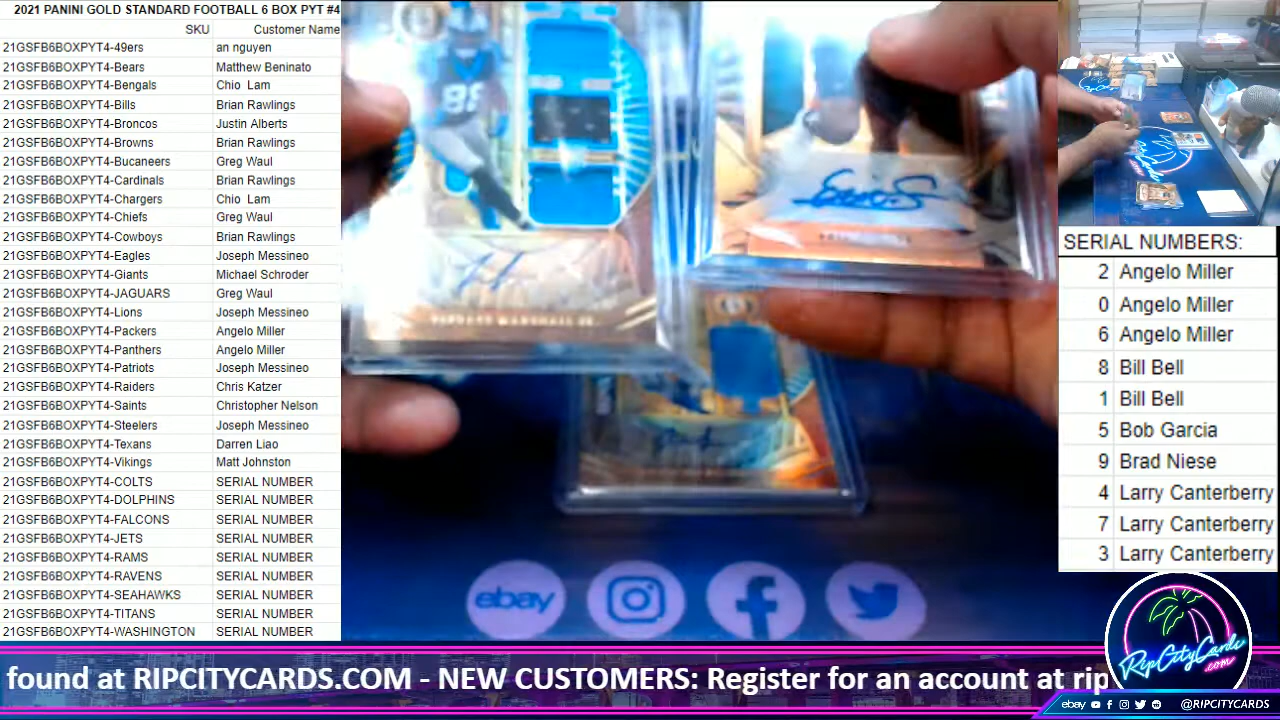 2021 PANINI GOLD STANDARD FOOTBALL 6 BOX PYT #4
SKU Customer Name
21GSFB6BOXPYT4-49ers an nguyen
21GSFB6BOXPYT4-Bears Matthew Beninato
21GSFB6BOXPYT4-Bengals Chio Lam
21GSFB6BOXPYT4-Bills Brian Rawlings
21GSFB6BOXPYT4-Broncos Justin Alberts
21GSFB6BOXPYT4-Browns Brian Rawlings
21GSFB6BOXPYT4-Bucaneers Greg Waul
21GSFB6BOXPYT4-Cardinals Brian Rawlings
21GSFB6BOXPYT4-Chargers Chio Lam
21GSFB6BOXPYT4-Chiefs Greg Waul
21GSFB6BOXPYT4-Cowboys Brian Rawlings
21GSFB6BOXPYT4-Eagles Joseph Messineo
21GSFB6BOXPYT4-Giants Michael Schroder
21GSFB6BOXPYT4-JAGUARS Greg Waul
21GSFB6BOXPYT4-Lions Joseph Messineo
21GSFB6BOXPYT4-Packers Angelo Miller
21GSFB6BOXPYT4-Panthers Angelo Miller
21GSFB6BOXPYT4-Patriots Joseph Messineo
21GSFB6BOXPYT4-Raiders Chris Katzer
21GSFB6BOXPYT4-Saints Christopher Nelson
21GSFB6BOXPYT4-Steelers Joseph Messineo
21GSFB6BOXPYT4-Texans Darren Liao
21GSFB6BOXPYT4-Vikings Matt Johnston
21GSFB6BOXPYT4-COLTS SERIAL NUMBER
21GSFB6BOXPYT4-DOLPHINS SERIAL NUMBER
21GSFB6BOXPYT4-FALCONS SERIAL NUMBER
21GSFB6BOXPYT4-JETS SERIAL NUMBER
21GSFB6BOXPYT4-RAMS SERIAL NUMBER
21GSFB6BOXPYT4-RAVENS SERIAL NUMBER
21GSFB6BOXPYT4-SEAHAWKS SERIAL NUMBER
21GSFB6BOXPYT4-TITANS SERIAL NUMBER
21GSFB6BOXPYT4-WASHINGTON SERIAL NUMBER
88
ebay
SERIAL NUMBERS:
2 Angelo Miller
0 Angelo Miller
6 Angelo Miller
8 Bill Bell
1 Bill Bell
5 Bob Garcia
9 Brad Niese
4 Larry Canterberry
7 Larry Canterberry
3 Larry Canterberry
RipCityCards
.com
found at RIPCITYCARDS.COM - NEW CUSTOMERS: Register for an account at rip
ebay @RIPCITYCARDS